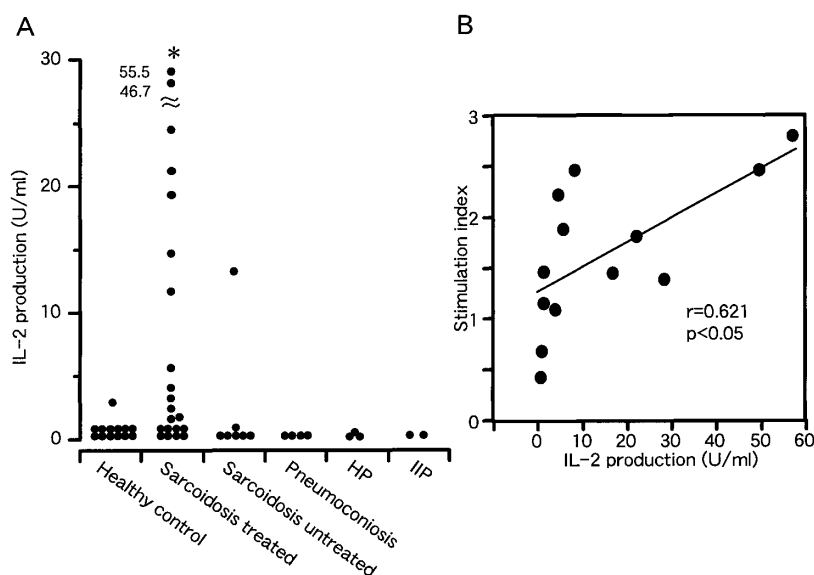 A
30
20
10
0
IL-2 production (U/ml)
55.5
46.7
*
≈
Healthy control
Sarcoidosis treated
Sarcoidosis untreated
Pneumoconiosis
HP
IIP
B
3
2
1
0
Stimulation index
r=0.621
p<0.05
0 10 20 30 40 50 60
IL-2 production (U/ml)